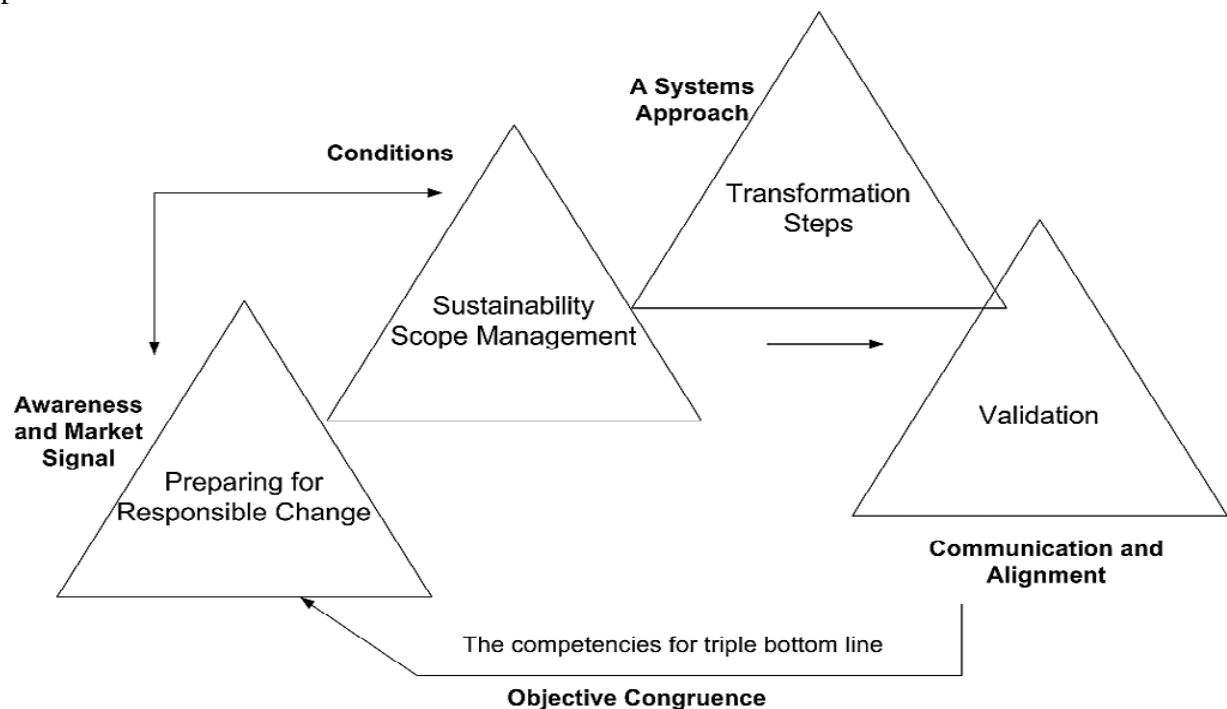 A Systems
Approach
Conditions
Transformation
Steps
Sustainability
Scope Management
Validation
Awareness
and Market
Signal
Preparing for
Responsible Change
Communication and
Alignment
The competencies for triple bottom line
Objective Congruence